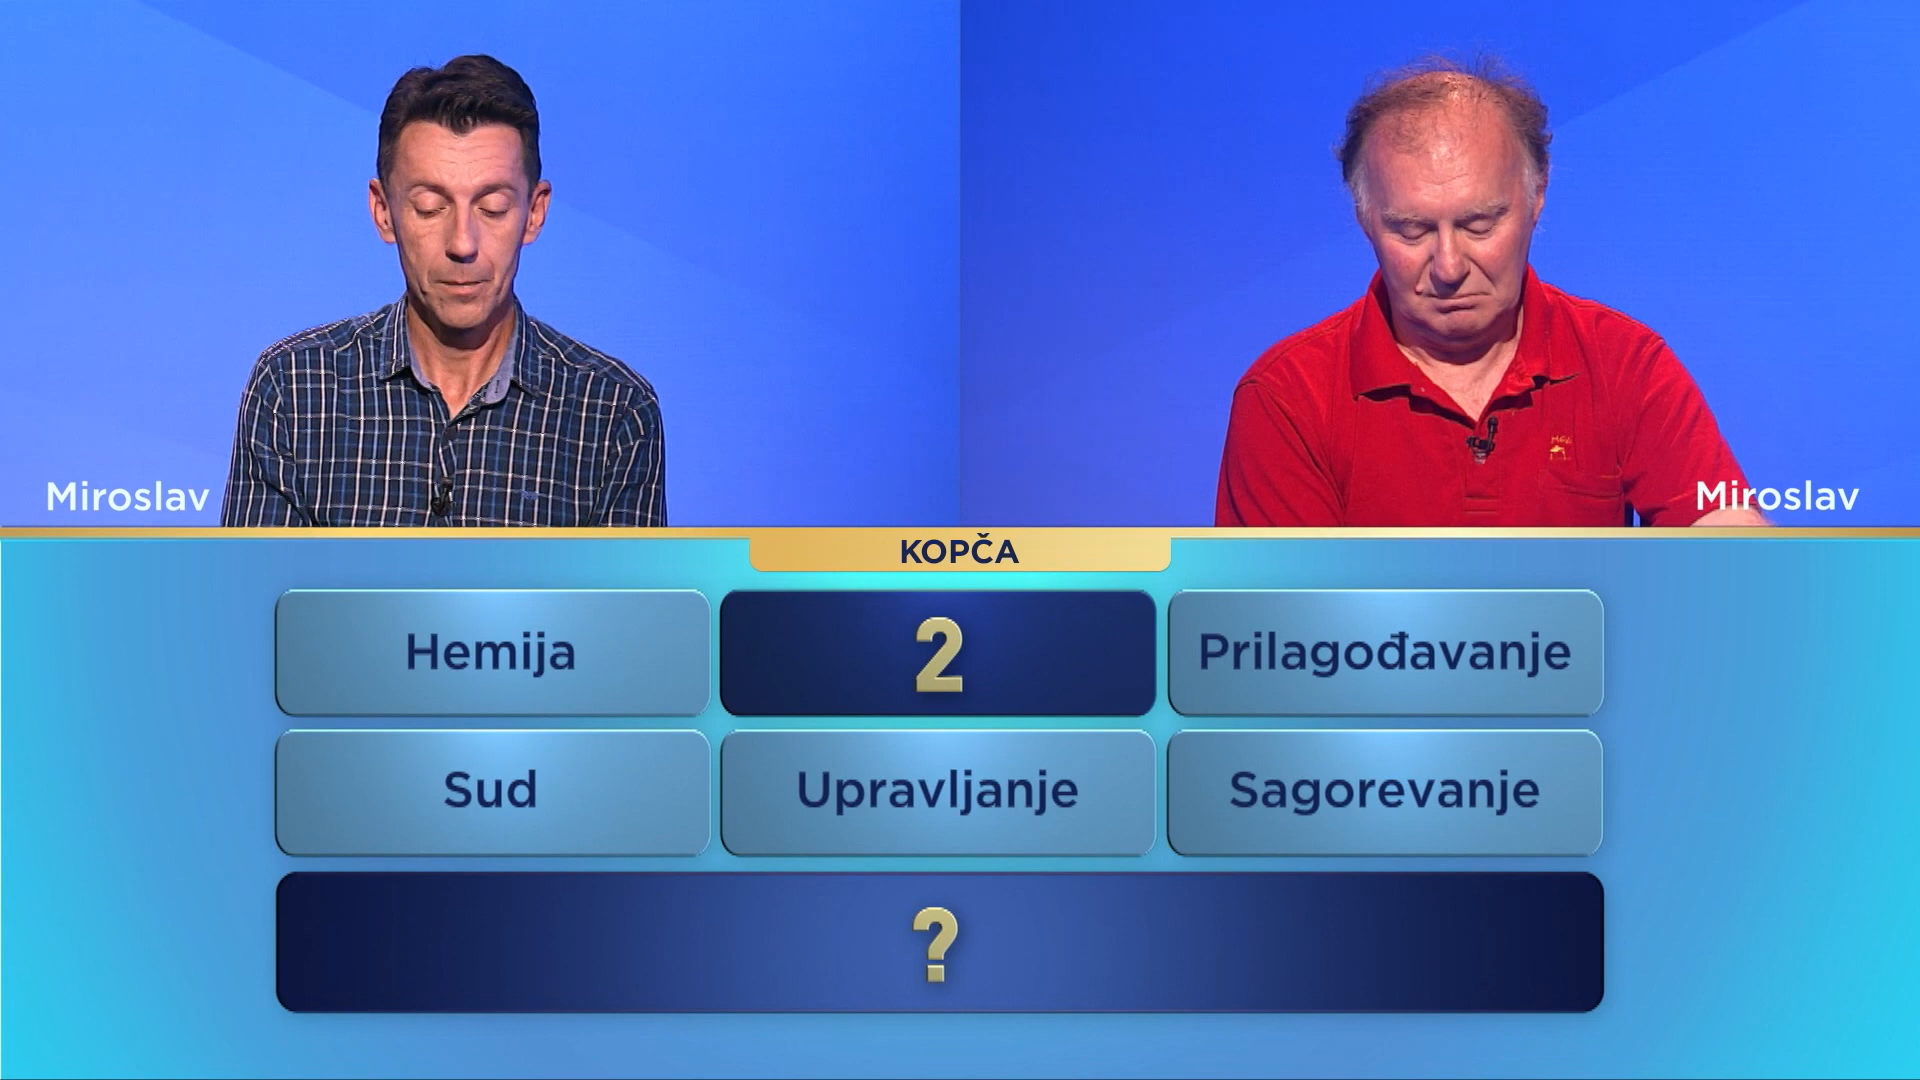 Miroslav
Miroslav
KOPČA
Hemija
2
Prilagođavanje
Sud
Upravljanje
Sagorevanje
?